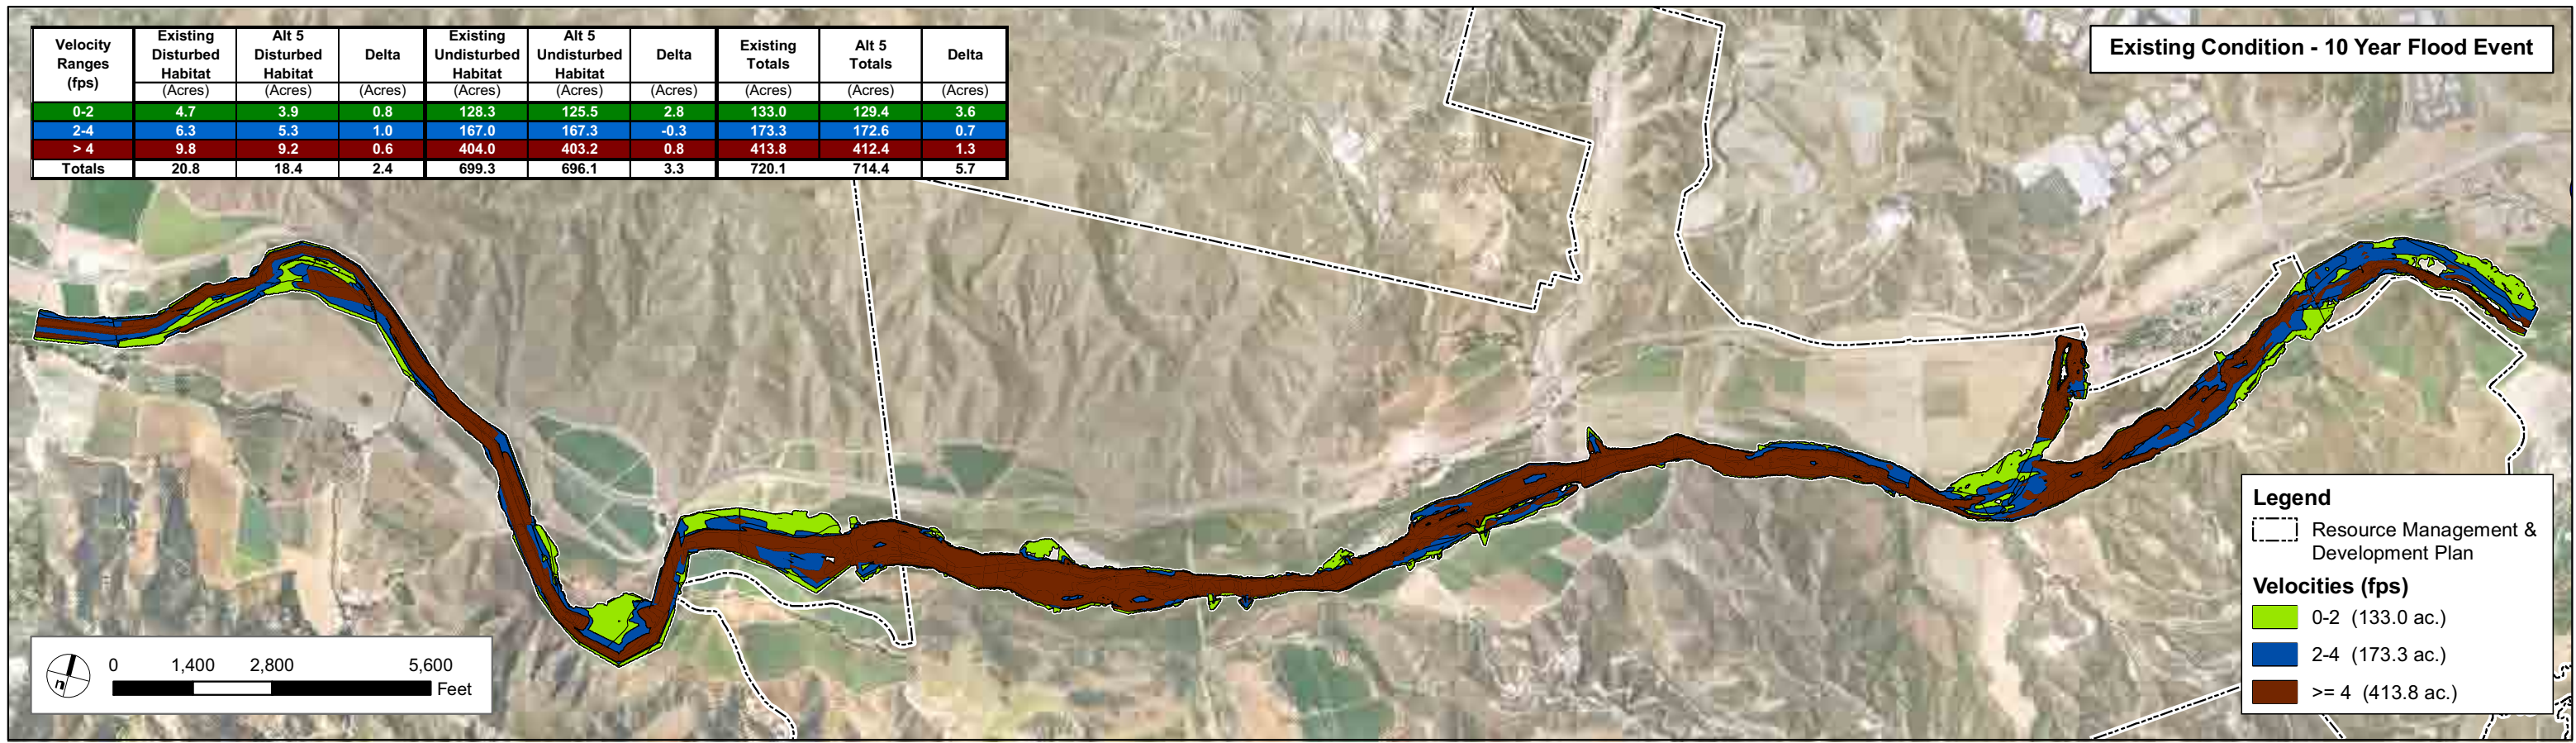 Existing Condition - 10 Year Flood Event
Velocity Ranges (fps) | Existing Disturbed Habitat (Acres) | Alt 5 Disturbed Habitat (Acres) | Delta (Acres) | Existing Undisturbed Habitat (Acres) | Alt 5 Undisturbed Habitat (Acres) | Delta (Acres) | Existing Totals (Acres) | Alt 5 Totals (Acres) | Delta (Acres)
0-2 | 4.7 | 3.9 | 0.8 | 128.3 | 125.5 | 2.8 | 133.0 | 129.4 | 3.6
2-4 | 6.3 | 5.3 | 1.0 | 167.0 | 167.3 | -0.3 | 173.3 | 172.6 | 0.7
> 4 | 9.8 | 9.2 | 0.6 | 404.0 | 403.2 | 0.8 | 413.8 | 412.4 | 1.3
Totals | 20.8 | 18.4 | 2.4 | 699.3 | 696.1 | 3.3 | 720.1 | 714.4 | 5.7
n
0 1,400 2,800 5,600
Feet
Legend
Resource Management &
Development Plan
Velocities (fps)
0-2 (133.0 ac.)
2-4 (173.3 ac.)
>= 4 (413.8 ac.)